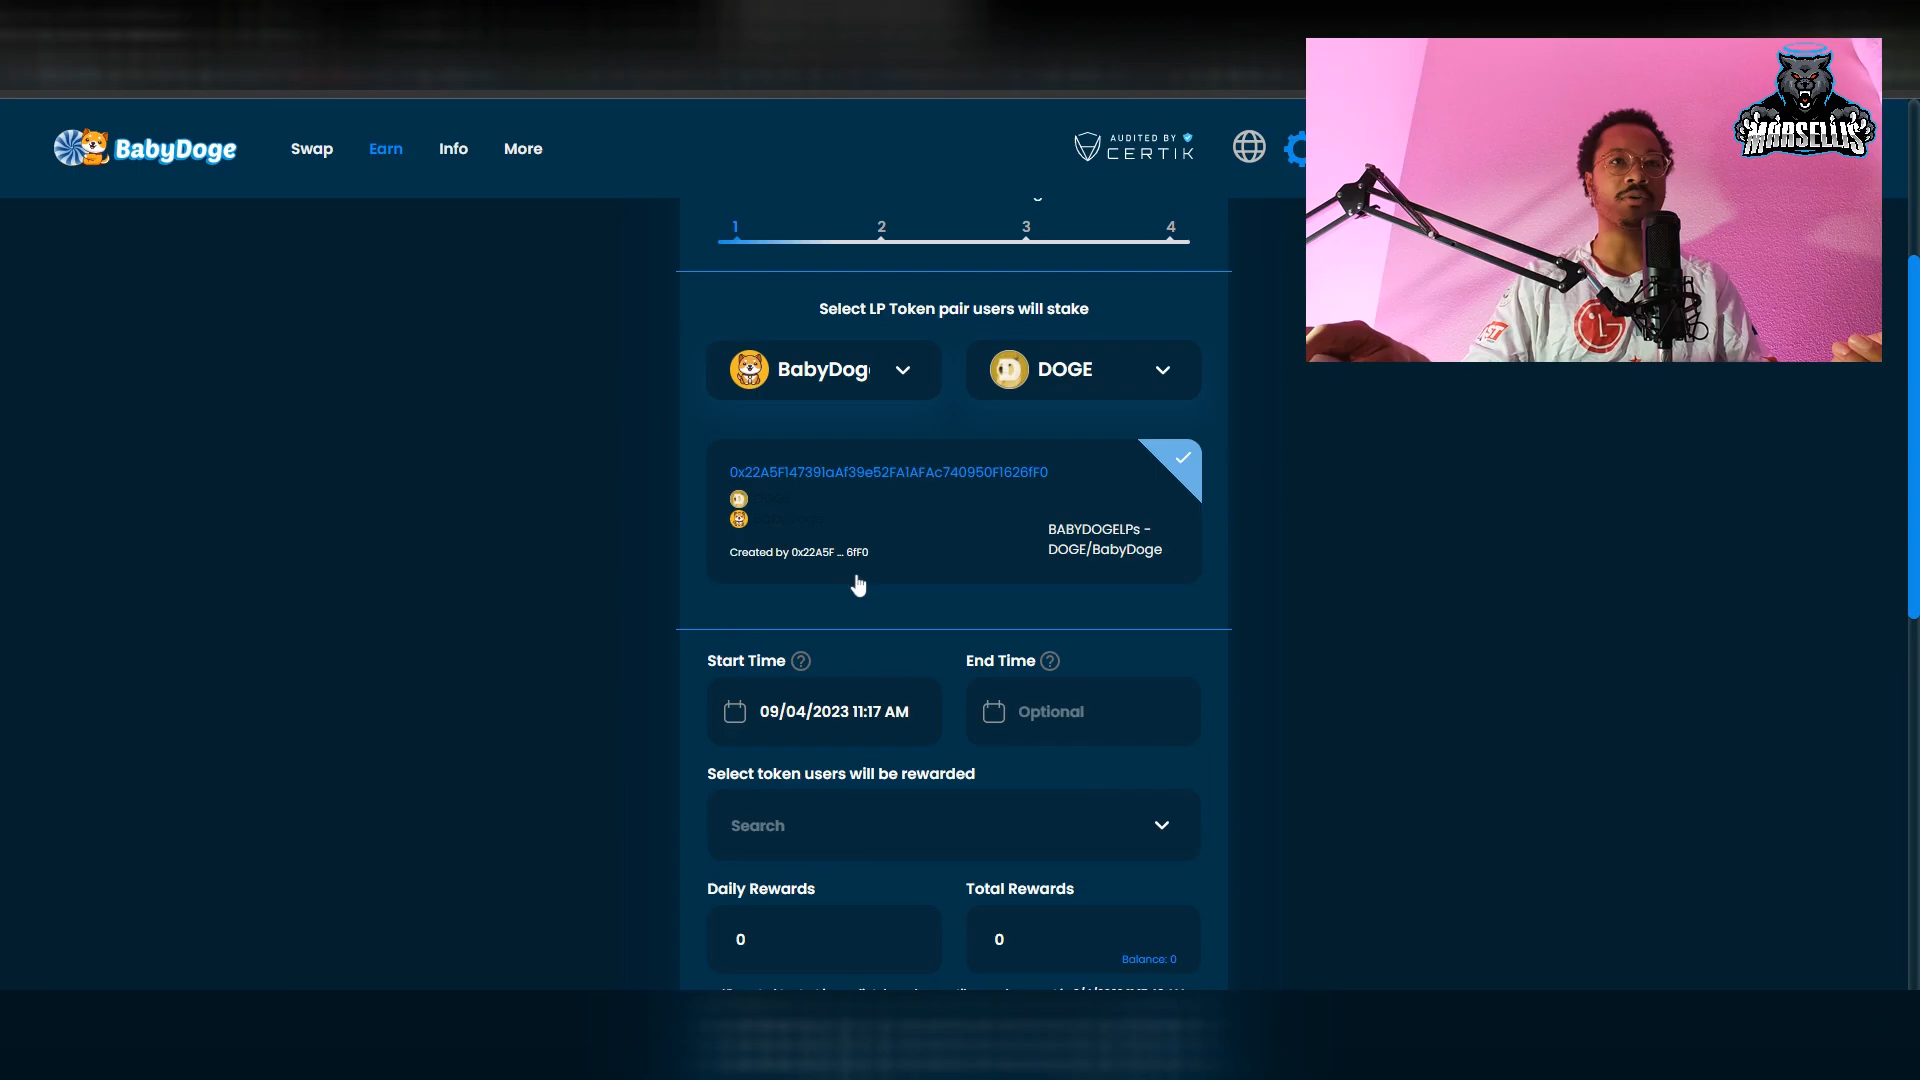 BabyDoge
Swap
Earn
Info
More
AUDITED BY
CERTIK
MARSELLIS
1
2
3
4
Select LP Token pair users will stake
BabyDog
DOGE
0x22A5F147391aAf39e52FA1AFAc740950F1626fF0
BABYDOGELPs -
DOGE/BabyDoge
Created by 0x22A5F ... 6fF0
Start Time ?
End Time ?
09/04/2023 11:17 AM
Optional
Select token users will be rewarded
Search
Daily Rewards
Total Rewards
0
0
Balance: 0